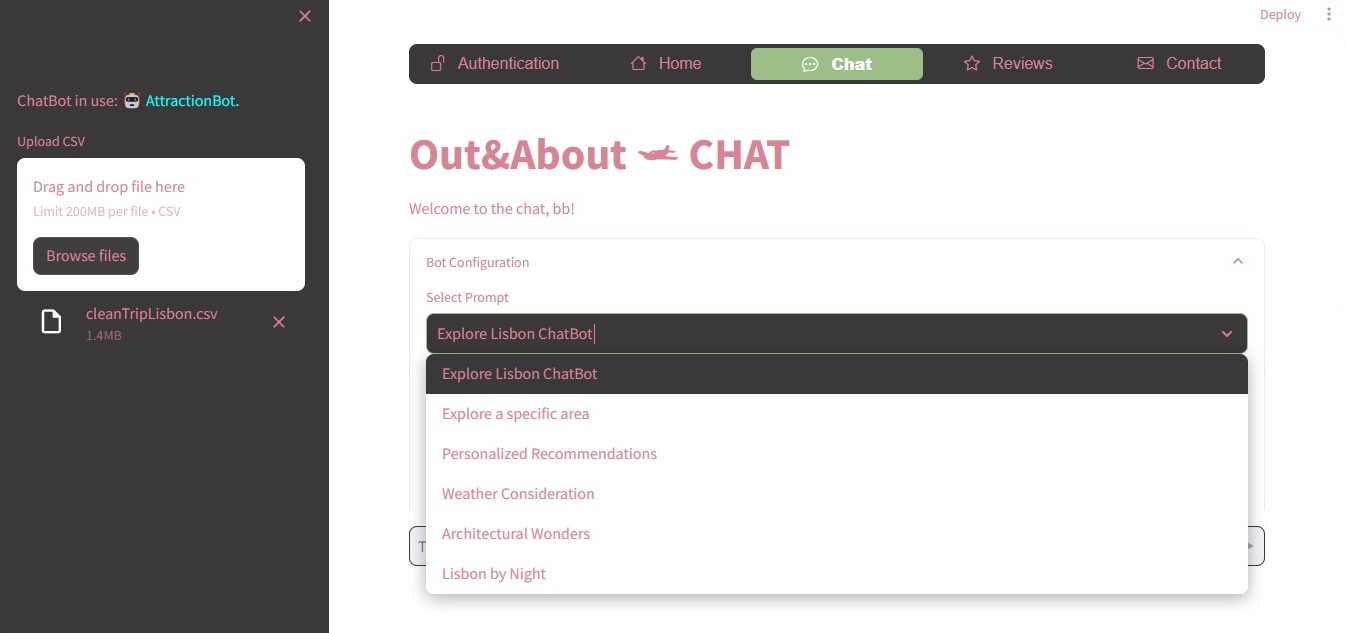 Deploy
Authentication
Home
Chat
Reviews
Contact
ChatBot in use: AttractionBot.
Upload CSV
Drag and drop file here
Limit 200MB per file • CSV
Browse files
cleanTripLisbon.csv
1.4MB
Out&About CHAT
Welcome to the chat, bb!
Bot Configuration
Select Prompt
Explore Lisbon ChatBot
Explore Lisbon ChatBot
Explore a specific area
Personalized Recommendations
Weather Consideration
Architectural Wonders
Lisbon by Night